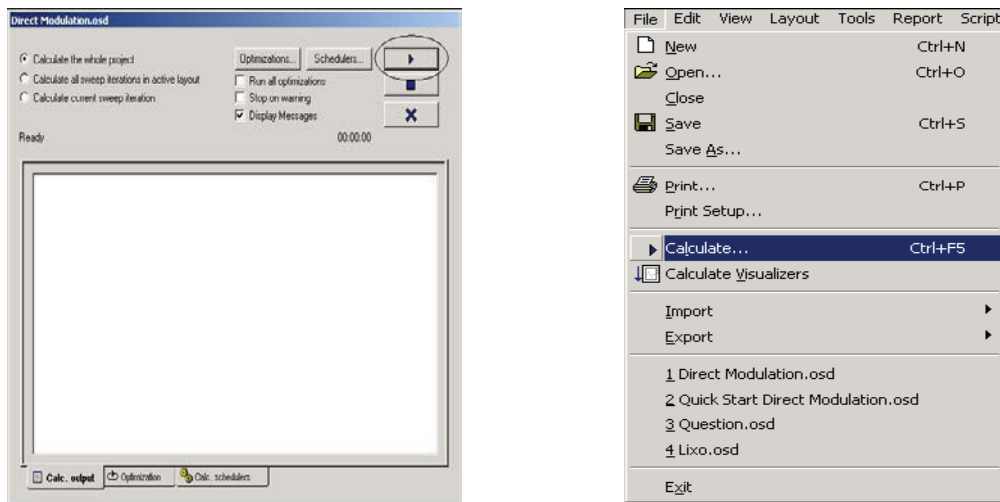 Direct Modulation.osd
Calculate the whole project
Calculate all sweep iterations in active layout
Calculate current sweep iteration
Optimizations... Schedulers...
Run all optimizations
Stop on warning
Display Messages
Ready 00:00:00
Calc. output Optimization Calc. schedulers
File Edit View Layout Tools Report Script
New Ctrl+N
Open... Ctrl+O
Close
Save Ctrl+S
Save As...
Print... Ctrl+P
Print Setup...
Calculate... Ctrl+F5
Calculate Visualizers
Import
Export
1 Direct Modulation.osd
2 Quick Start Direct Modulation.osd
3 Question.osd
4 Lixo.osd
Exit